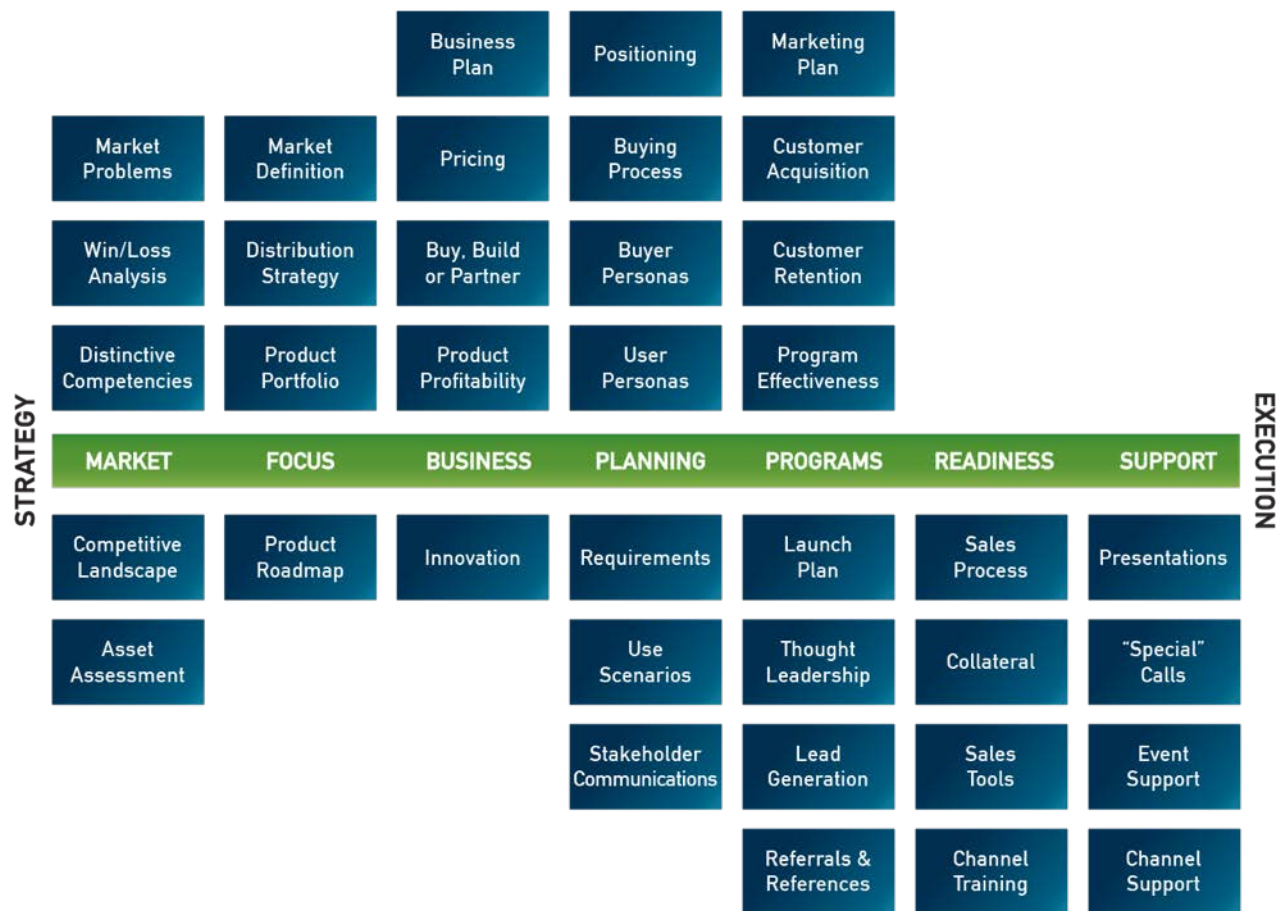 Business
Plan
Positioning
Marketing
Plan
Market
Problems
Market
Definition
Pricing
Buying
Process
Customer
Acquisition
Win/Loss
Analysis
Distribution
Strategy
Buy, Build
or Partner
Buyer
Personas
Customer
Retention
Distinctive
Competencies
Product
Portfolio
Product
Profitability
User
Personas
Program
Effectiveness
STRATEGY
MARKET
FOCUS
BUSINESS
PLANNING
PROGRAMS
READINESS
SUPPORT
EXECUTION
Competitive
Landscape
Product
Roadmap
Innovation
Requirements
Launch
Plan
Sales
Process
Presentations
Asset
Assessment
Use
Scenarios
Thought
Leadership
Collateral
“Special”
Calls
Stakeholder
Communications
Lead
Generation
Sales
Tools
Event
Support
Referrals &
References
Channel
Training
Channel
Support